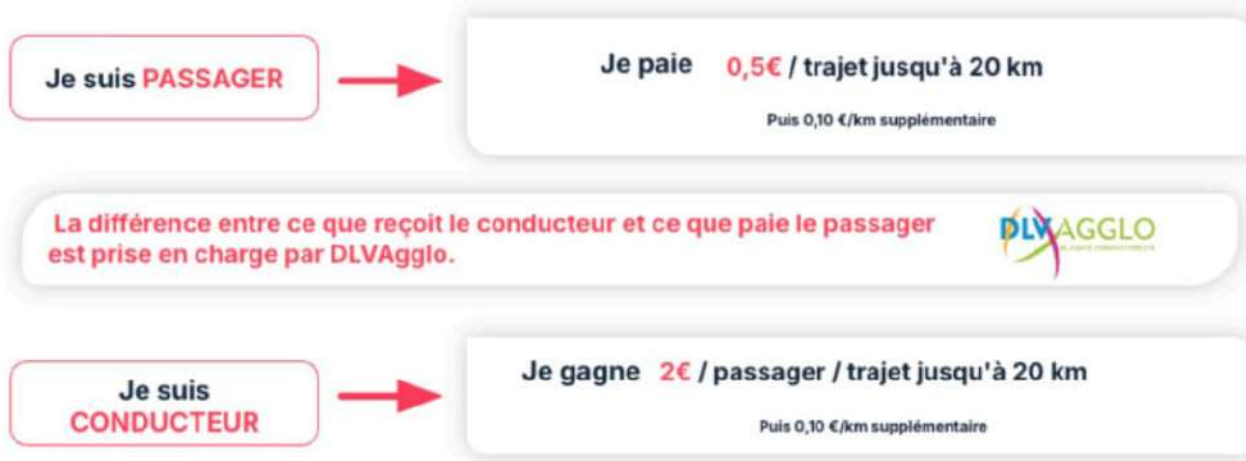 Je suis PASSAGER
Je paie 0,5€ / trajet jusqu'à 20 km
Puis 0,10 €/km supplémentaire
La différence entre ce que reçoit le conducteur et ce que paie le passager
est prise en charge par DLVAgglo.
DLVAGGLO
Je suis
CONDUCTEUR
Je gagne 2€ / passager / trajet jusqu'à 20 km
Puis 0,10 €/km supplémentaire